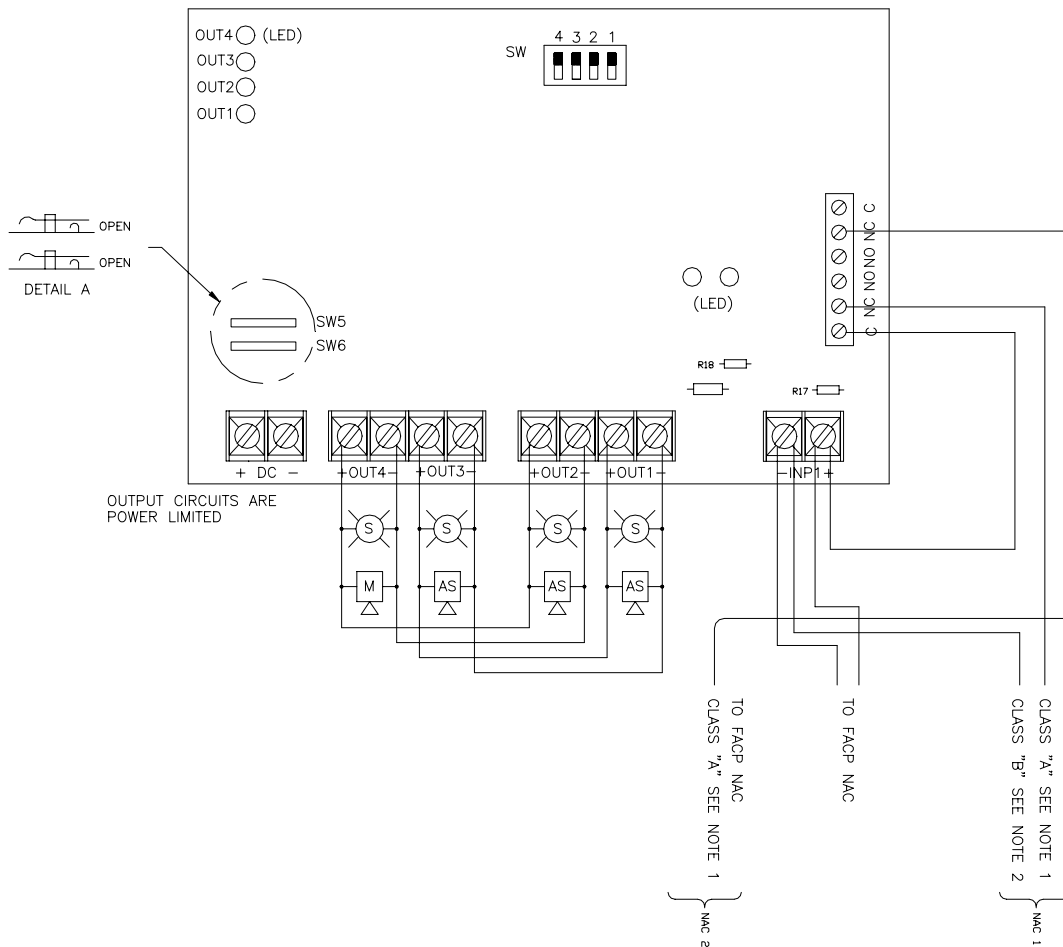 OUT4 (LED)
OUT3
OUT2
OUT1
SW
4 3 2 1
OPEN
OPEN
DETAIL A
SW5
SW6
C
NC
NO
NO
NC
C
(LED)
R18
R17
+ DC -
+OUT4-
+OUT3-
+OUT2-
+OUT1-
-INP1+
OUTPUT CIRCUITS ARE
POWER LIMITED
S
S
S
S
M
AS
AS
AS
TO FACP NAC
CLASS "A" SEE NOTE 1
NAC 2
TO FACP NAC
CLASS "A" SEE NOTE 1
CLASS "B" SEE NOTE 2
NAC 1